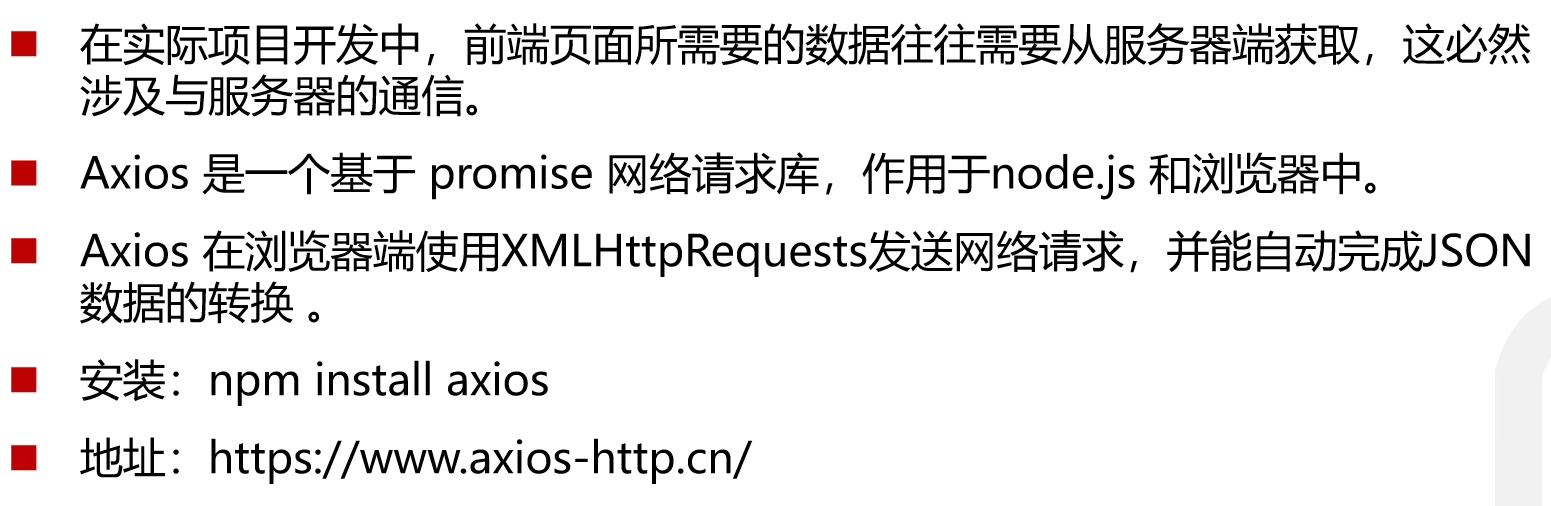 在实际项目开发中，前端页面所需要的数据往往需要从服务器端获取，这必然
涉及与服务器的通信。
Axios 是一个基于 promise 网络请求库，作用于node.js 和浏览器中。
Axios 在浏览器端使用XMLHttpRequests发送网络请求，并能自动完成JSON
数据的转换 。
安装：npm install axios
地址：https://www.axios-http.cn/